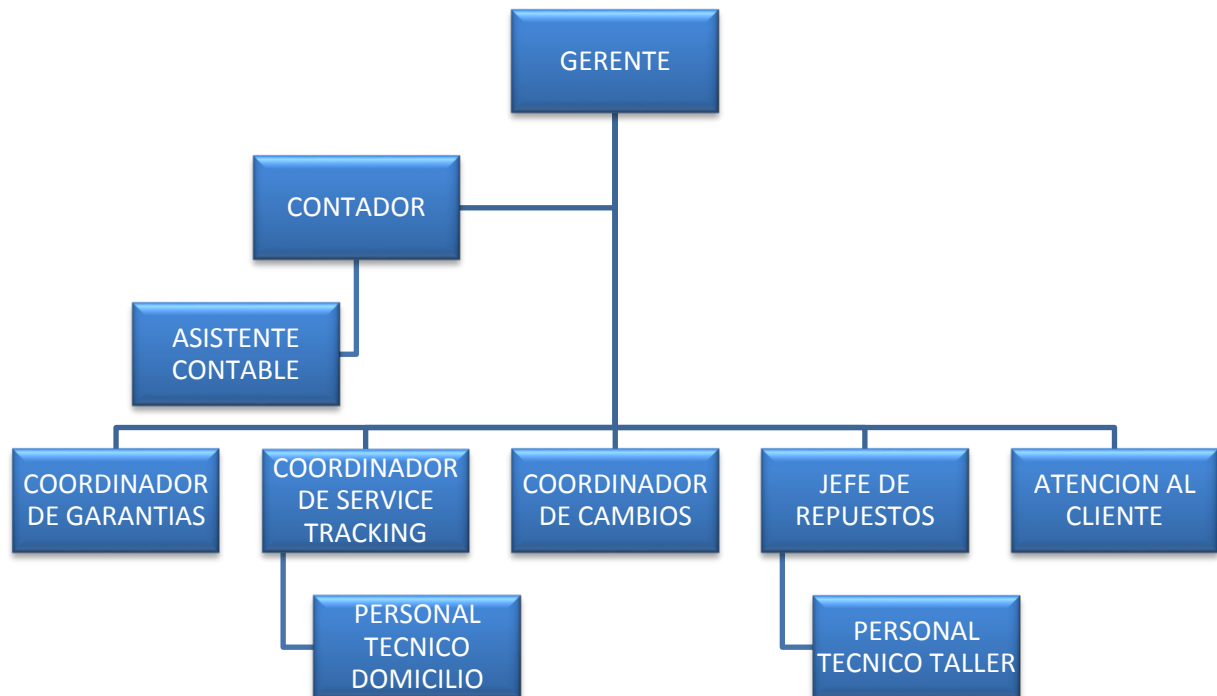 GERENTE
CONTADOR
ASISTENTE
CONTABLE
COORDINADOR
DE GARANTIAS
COORDINADOR
DE SERVICE
TRACKING
COORDINADOR
DE CAMBIOS
JEFE DE
REPUESTOS
ATENCION AL
CLIENTE
PERSONAL
TECNICO
DOMICILIO
PERSONAL
TECNICO TALLER